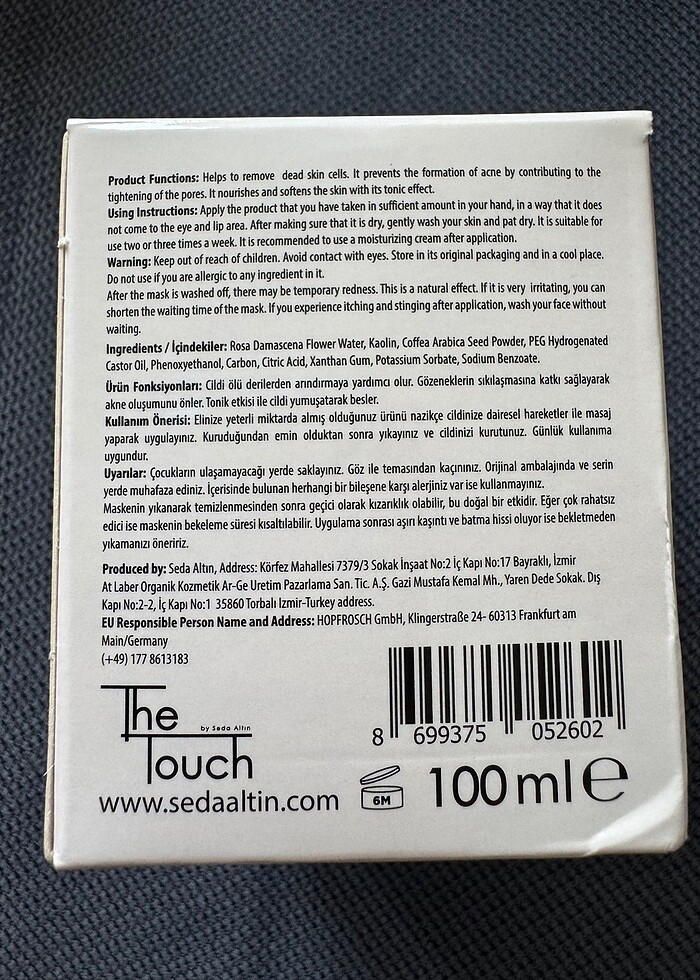 Product Functions: Helps to remove dead skin cells. It prevents the formation of acne by contributing to the
tightening of the pores. It nourishes and softens the skin with its tonic effect.
Using Instructions: Apply the product that you have taken in sufficient amount in your hand, in a way that it does
not come to the eye and lip area. After making sure that it is dry, gently wash your skin and pat dry. It is suitable for
use two or three times a week. It is recommended to use a moisturizing cream after application.
Warning: Keep out of reach of children. Avoid contact with eyes. Store in its original packaging and in a cool place.
Do not use if you are allergic to any ingredient in it.
After the mask is washed off, there may be temporary redness. This is a natural effect. If it is very irritating, you can
shorten the waiting time of the mask. If you experience itching and stinging after application, wash your face without
waiting.
Ingredients / İçindekiler: Rosa Damascena Flower Water, Kaolin, Coffea Arabica Seed Powder, PEG Hydrogenated
Castor Oil, Phenoxyethanol, Carbon, Citric Acid, Xanthan Gum, Potassium Sorbate, Sodium Benzoate.
Ürün Fonksiyonları: Cildi ölü derilerden arındırmaya yardımcı olur. Gözeneklerin sıkılaşmasına katkı sağlayarak
akne oluşumunu önler. Tonik etkisi ile cildi yumuşatarak besler.
Kullanım Önerisi: Elinize yeterli miktarda almış olduğunuz ürünü nazikçe cildinize dairesel hareketler ile masaj
yaparak uygulayınız. Kuruduğundan emin olduktan sonra yıkayınız ve cildinizi kurutunuz. Günlük kullanıma
uygundur.
Uyarılar: Çocukların ulaşamayacağı yerde saklayınız. Göz ile temasından kaçınınız. Orijinal ambalajında ve serin
yerde muhafaza ediniz. İçerisinde bulunan herhangi bir bileşene karşı alerjiniz var ise kullanmayınız.
Maskenin yıkanarak temizlenmesinden sonra geçici olarak kızarıklık olabilir, bu doğal bir etkidir. Eğer çok rahatsız
edici ise maskenin bekeleme süresi kısaltılabilir. Uygulama sonrası aşırı kaşıntı ve batma hissi oluyor ise bekletmeden
yıkamanızı öneririz.
Produced by: Seda Altın, Address: Körfez Mahallesi 7379/3 Sokak İnşaat No:2 İç Kapı No:17 Bayraklı, İzmir
At Laber Organik Kozmetik Ar-Ge Uretim Pazarlama San. Tic. A.Ş. Gazi Mustafa Kemal Mh., Yaren Dede Sokak. Dış
Kapı No:2-2, İç Kapı No:1 35860 Torbalı Izmir-Turkey address.
EU Responsible Person Name and Address: HOPFROSCH GmbH, Klingerstraße 24- 60313 Frankfurt am
Main/Germany
(+49) 177 8613183
The
by Seda Altın
Touch
www.sedaaltin.com
8 699375 052602
6M
100 ml e